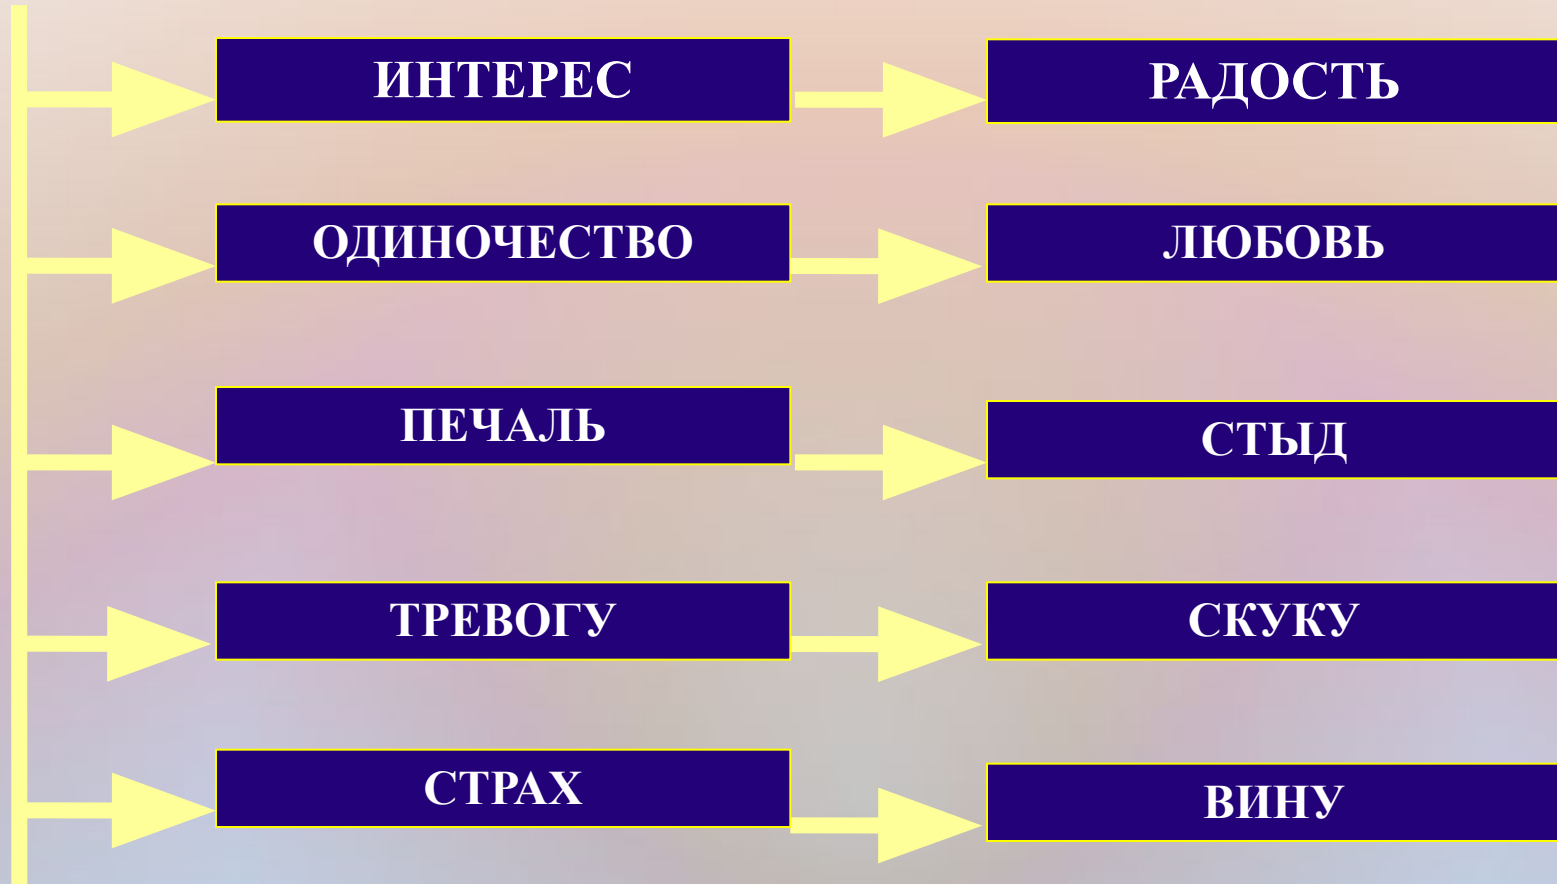 ИНТЕРЕС
РАДОСТЬ
ОДИНОЧЕСТВО
ЛЮБОВЬ
ПЕЧАЛЬ
СТЫД
ТРЕВОГУ
СКУКУ
СТРАХ
ВИНУ